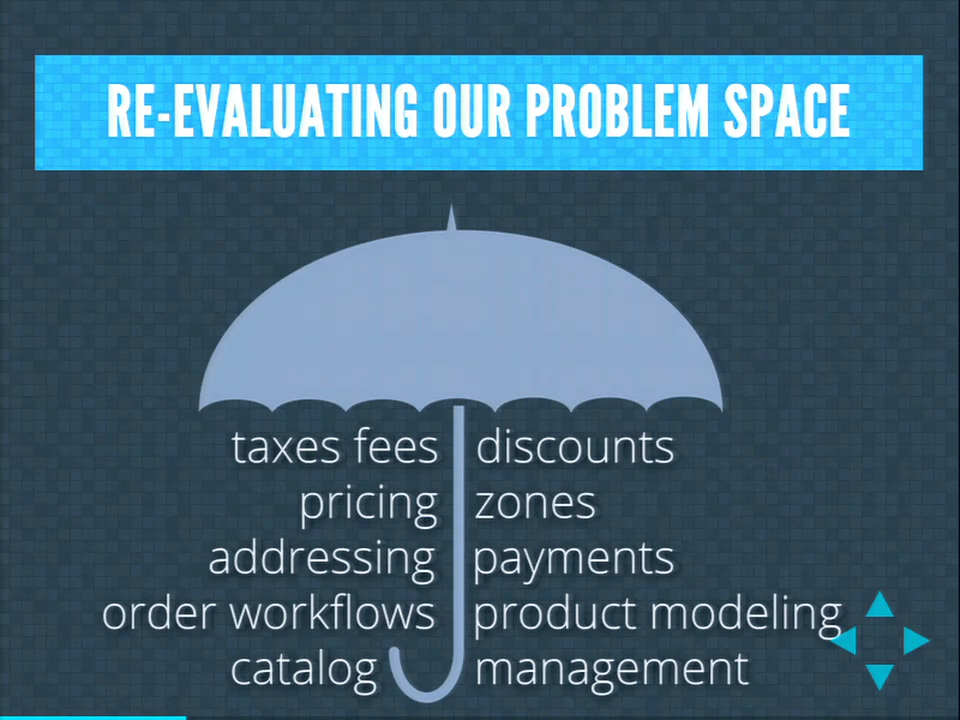 RE-EVALUATING OUR PROBLEM SPACE
taxes fees discounts
pricing zones
addressing payments
order workflows product modeling
catalog management